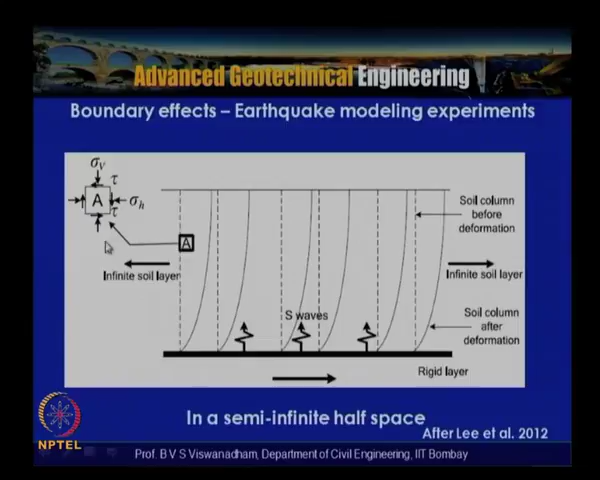 Advanced Geotechnical Engineering
Boundary effects – Earthquake modeling experiments
σV
τ
A
σh
τ
Soil column
before
deformation
A
Infinite soil layer
Infinite soil layer
S waves
Soil column
after
deformation
Rigid layer
In a semi-infinite half space
After Lee et al. 2012
NPTEL
Prof. B V S Viswanadham, Department of Civil Engineering, IIT Bombay